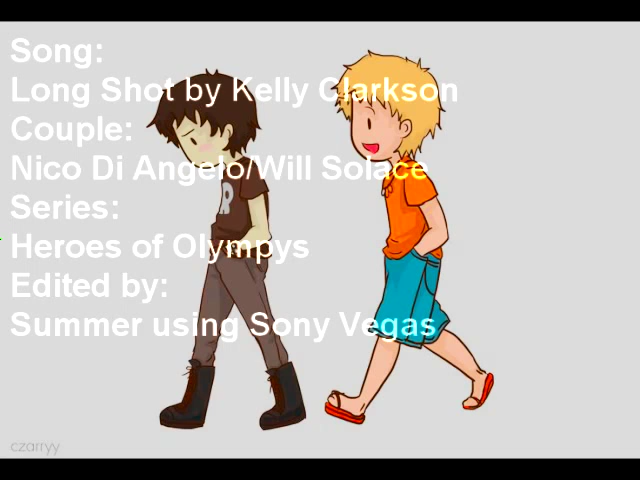 Song:
Long Shot by Kelly Clarkson
Couple:
Nico Di Angelo/Will Solace
Series:
Heroes of Olympys
Edited by:
Summer using Sony Vegas
czarryy